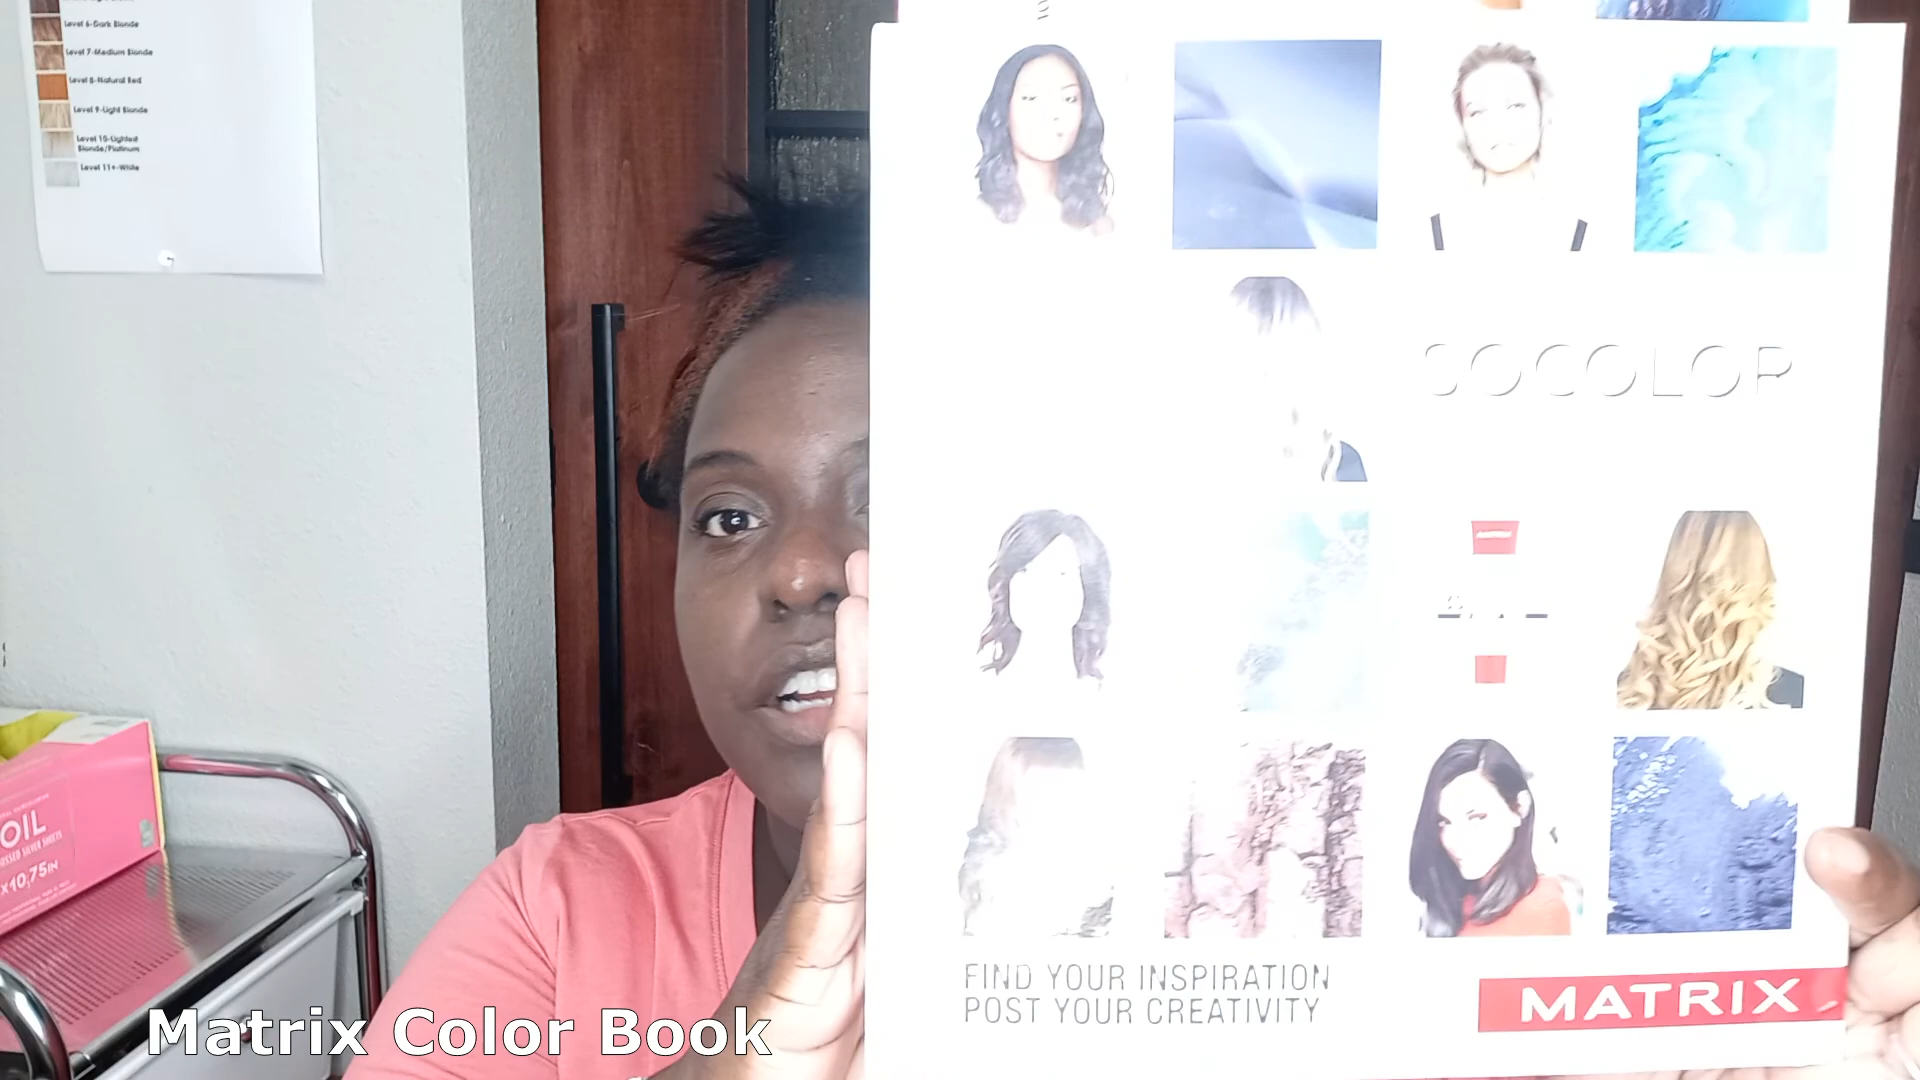 Level 6-Dark Blonde
Level 7-Medium Blonde
Level 8-Natural Red
Level 9-Light Blonde
Level 10-Lighted
Blonde/Platinum
Level 11+-White
SOCOLOR
OIL
X10.75IN
FIND YOUR INSPIRATION
POST YOUR CREATIVITY
MATRIX
Matrix Color Book